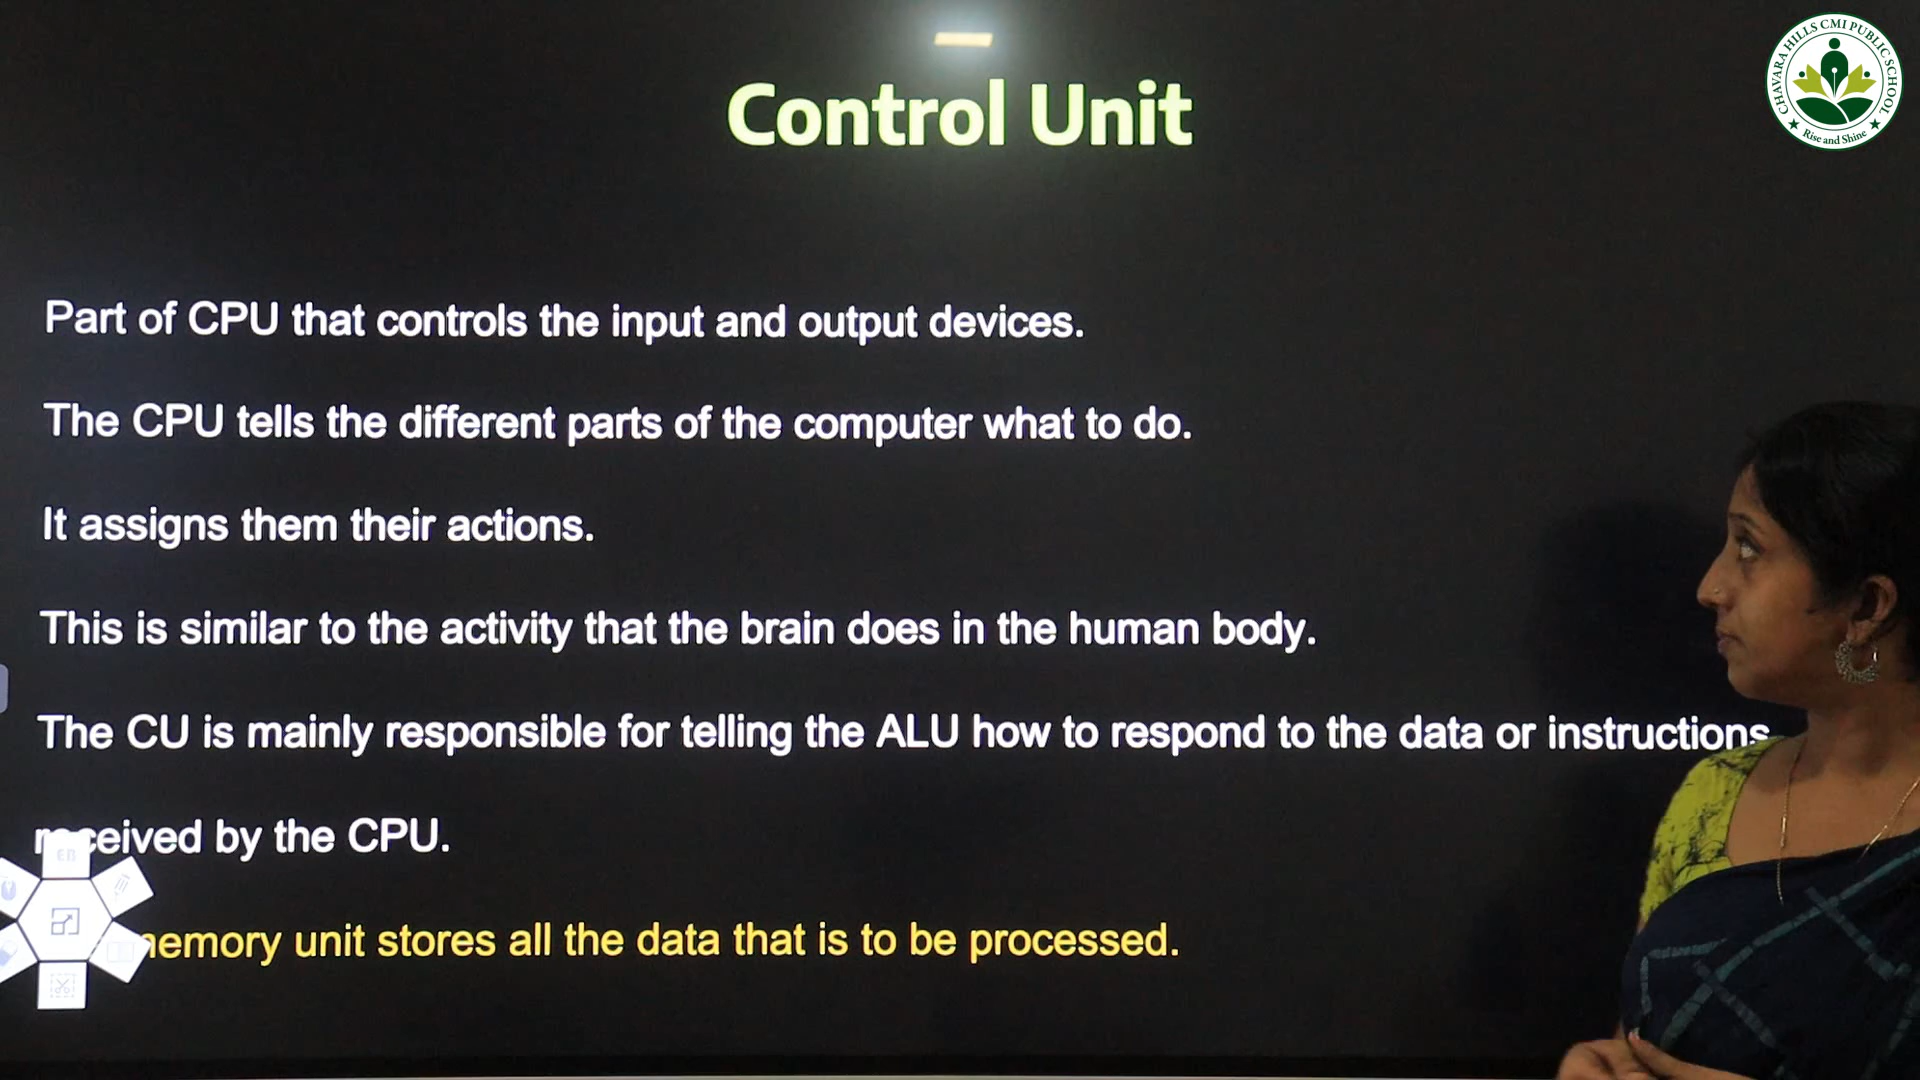 CHAVARA HILLS CMI PUBLIC SCHOOL
Rise and Shine
Control Unit
Part of CPU that controls the input and output devices.
The CPU tells the different parts of the computer what to do.
It assigns them their actions.
This is similar to the activity that the brain does in the human body.
The CU is mainly responsible for telling the ALU how to respond to the data or instructions
received by the CPU.
EB
memory unit stores all the data that is to be processed.